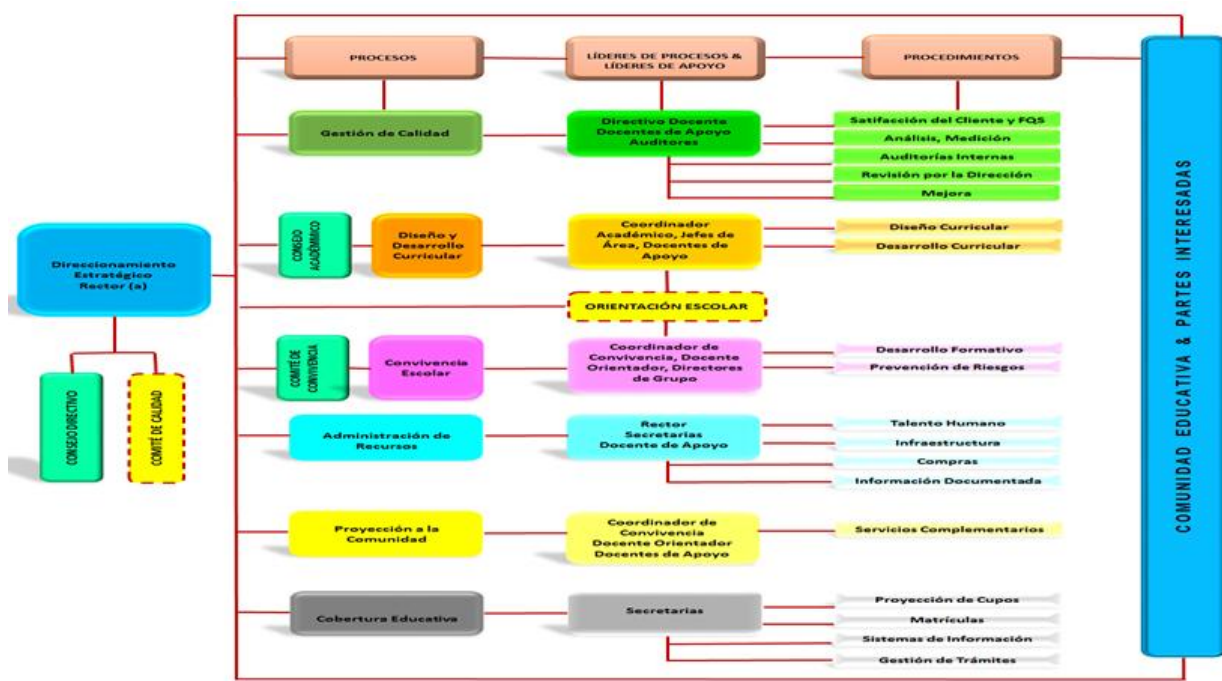 PROCESOS
LÍDERES DE PROCESOS &
LÍDERES DE APOYO
PROCEDIMIENTOS
Gestión de Calidad
Directivo Docente
Docentes de Apoyo
Auditores
Satifacción del Cliente y FQS
Análisis, Medición
Auditorías Internas
Revisión por la Dirección
Mejora
Direccionamiento
Estratégico
Rector (a)
CONSEJO DIRECTIVO
COMITÉ DE CALIDAD
CONSEJO
ACADÉMMICO
Diseño y
Desarrollo
Curricular
Coordinador
Académico, Jefes de
Área, Docentes de
Apoyo
Diseño Curricular
Desarrollo Curricular
ORIENTACIÓN ESCOLAR
COMITÉ DE
CONVIVENCIA
Convivencia
Escolar
Coordinador de
Convivencia, Docente
Orientador, Directores
de Grupo
Desarrollo Formativo
Prevención de Riesgos
Administración de
Recursos
Rector
Secretarias
Docente de Apoyo
Talento Humano
Infraestructura
Compras
Información Documentada
Proyección a la
Comunidad
Coordinador de
Convivencia
Docente Orientador
Docentes de Apoyo
Servicios Complementarios
Cobertura Educativa
Secretarias
Proyección de Cupos
Matrículas
Sistemas de Información
Gestión de Trámites
COMUNIDAD EDUCATIVA & PARTES INTERESADAS